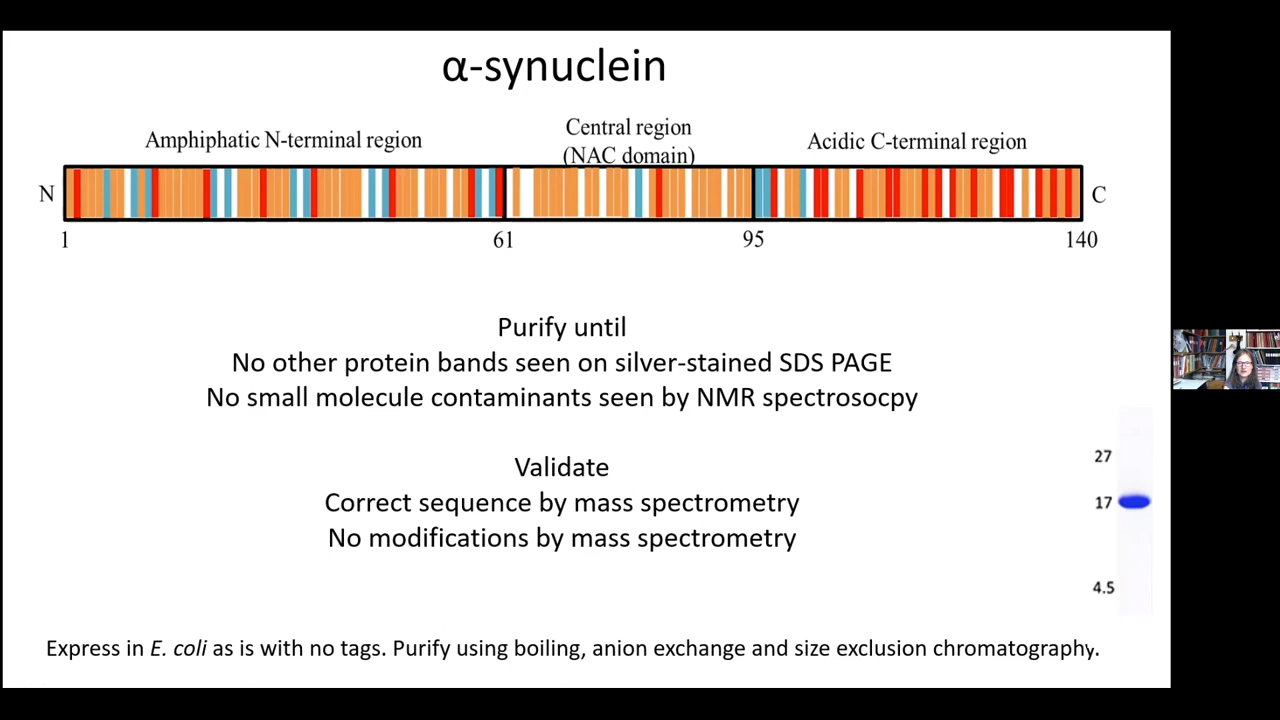 α-synuclein
Amphiphatic N-terminal region
Central region
(NAC domain)
Acidic C-terminal region
N
C
1
61
95
140
Purify until
No other protein bands seen on silver-stained SDS PAGE
No small molecule contaminants seen by NMR spectrosocpy
Validate
Correct sequence by mass spectrometry
No modifications by mass spectrometry
27
17
4.5
Express in E. coli as is with no tags. Purify using boiling, anion exchange and size exclusion chromatography.